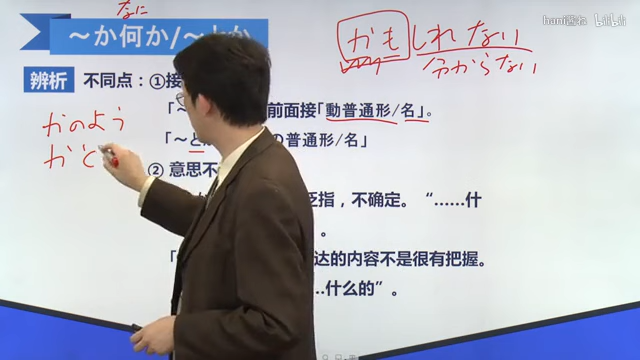 なに
～か何か/～とか
かもしれない
分からない
hani酱ね bilibili
辨析 不同点：①接
前面接「動普通形/名」。
「～と の普通形/名」
かのよう
かと
② 意思不
泛指，不确定。“……什
。
达的内容不是很有把握。
…什么的”。